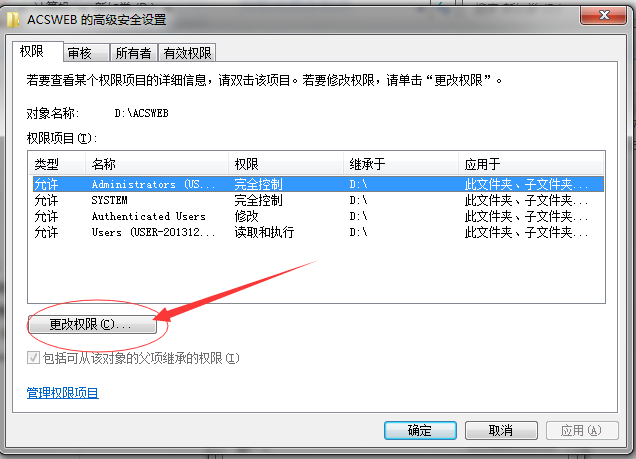 ACSWEB 的高级安全设置
权限 审核 所有者 有效权限
若要查看某个权限项目的详细信息，请双击该项目。若要修改权限，请单击“更改权限”。
对象名称: D:\ACSWEB
权限项目(T):
类型 名称 权限 继承于 应用于
允许 Administrators (US... 完全控制 D:\ 此文件夹、子文件夹...
允许 SYSTEM 完全控制 D:\ 此文件夹、子文件夹...
允许 Authenticated Users 修改 D:\ 此文件夹、子文件夹...
允许 Users (USER-201312... 读取和执行 D:\ 此文件夹、子文件夹...
更改权限(C)...
包括可从该对象的父项继承的权限(I)
管理权限项目
确定 取消 应用(A)